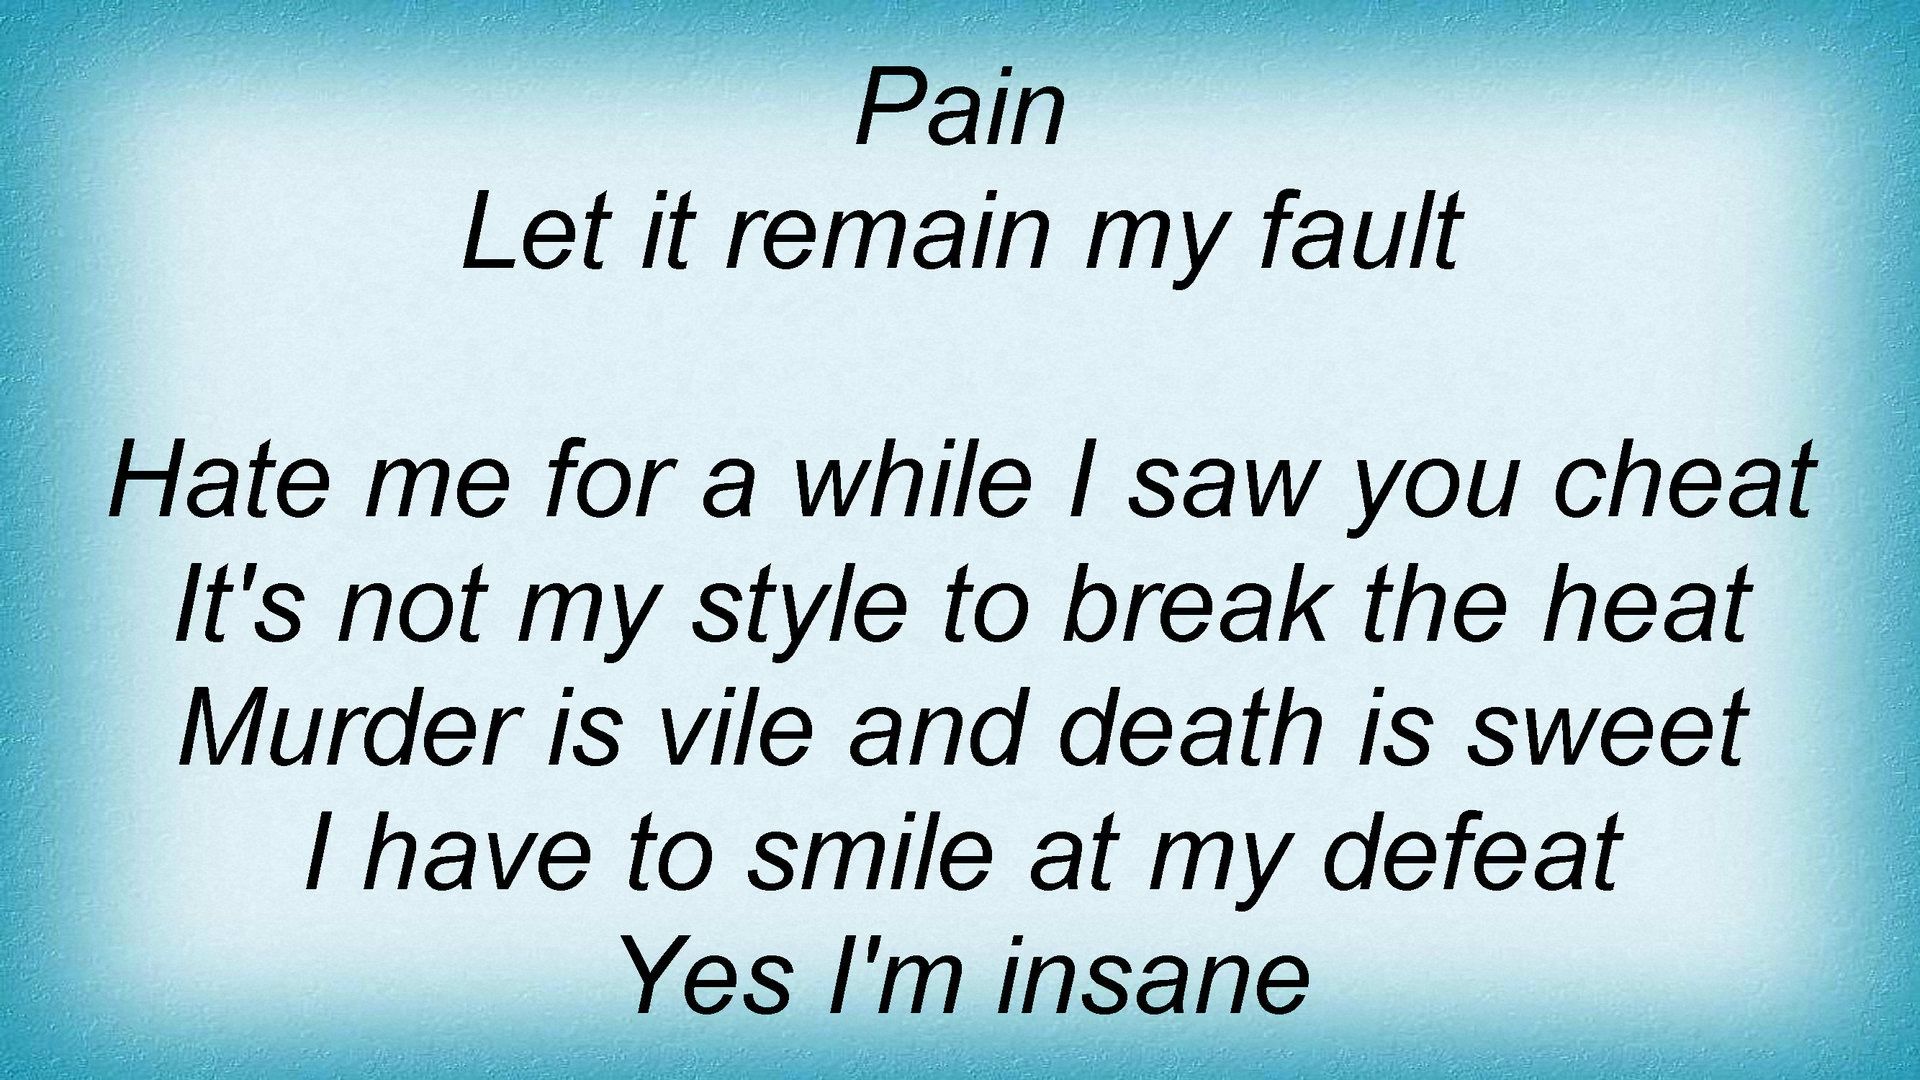 Pain
Let it remain my fault
Hate me for a while I saw you cheat
It's not my style to break the heat
Murder is vile and death is sweet
I have to smile at my defeat
Yes I'm insane